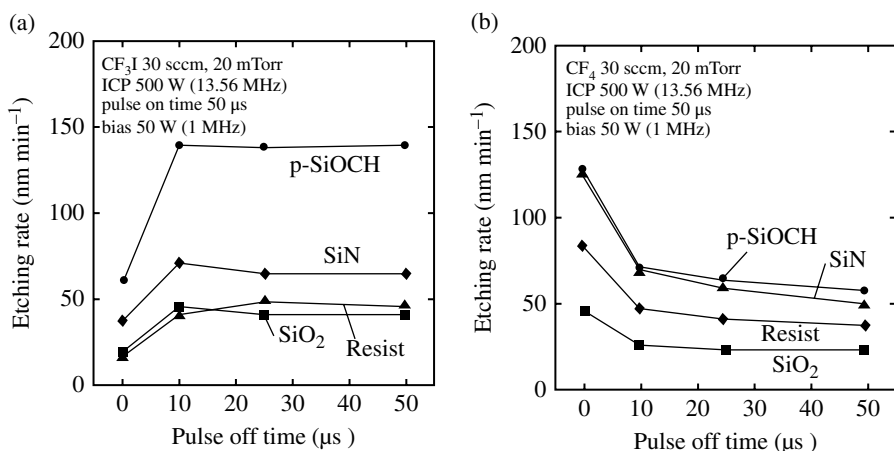 (a)
200
150
100
50
0
Etching rate (nm min⁻¹)
CF₃I 30 sccm, 20 mTorr
ICP 500 W (13.56 MHz)
pulse on time 50 μs
bias 50 W (1 MHz)
p-SiOCH
SiN
SiO₂
Resist
0 10 20 30 40 50
Pulse off time (μs)
(b)
200
150
100
50
0
Etching rate (nm min⁻¹)
CF₄ 30 sccm, 20 mTorr
ICP 500 W (13.56 MHz)
pulse on time 50 μs
bias 50 W (1 MHz)
p-SiOCH
SiN
Resist
SiO₂
0 10 20 30 40 50
Pulse off time (μs)